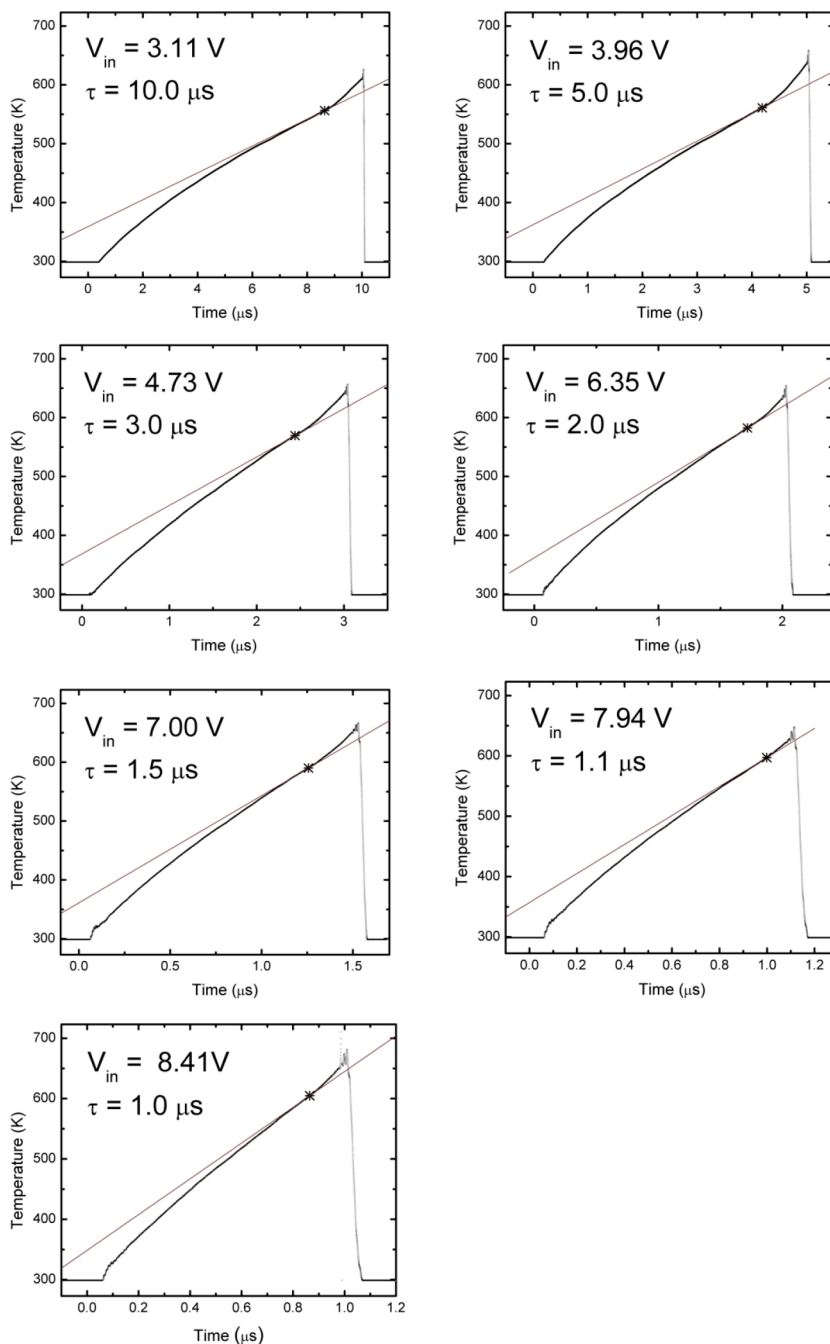 V_in = 3.11 V
τ = 10.0 μs
Temperature (K)
700
600
500
400
300
0 2 4 6 8 10
Time (μs)
V_in = 3.96 V
τ = 5.0 μs
Temperature (K)
700
600
500
400
300
0 1 2 3 4 5
Time (μs)
V_in = 4.73 V
τ = 3.0 μs
Temperature (K)
700
600
500
400
300
0 1 2 3
Time (μs)
V_in = 6.35 V
τ = 2.0 μs
Temperature (K)
700
600
500
400
300
0 1 2
Time (μs)
V_in = 7.00 V
τ = 1.5 μs
Temperature (K)
700
600
500
400
300
0.0 0.5 1.0 1.5
Time (μs)
V_in = 7.94 V
τ = 1.1 μs
Temperature (K)
700
600
500
400
300
0.0 0.2 0.4 0.6 0.8 1.0 1.2
Time (μs)
V_in = 8.41V
τ = 1.0 μs
Temperature (K)
700
600
500
400
300
0.0 0.2 0.4 0.6 0.8 1.0 1.2
Time (μs)